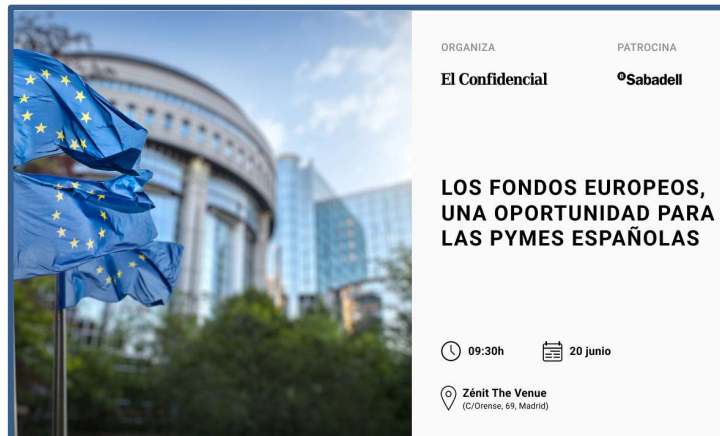 ORGANIZA
PATROCINA
El Confidencial
Sabadell
LOS FONDOS EUROPEOS,
UNA OPORTUNIDAD PARA
LAS PYMES ESPAÑOLAS
09:30h
20 junio
Zénit The Venue
(C/Orense, 69, Madrid)